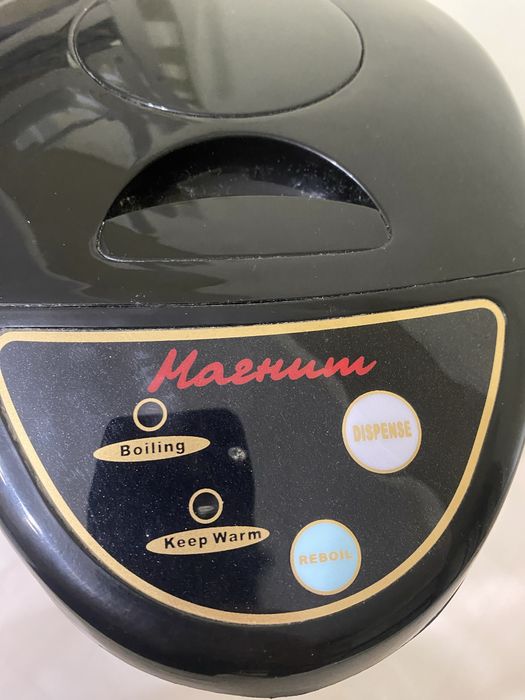 Магнит
Boiling
DISPENSE
Keep Warm
REBOIL